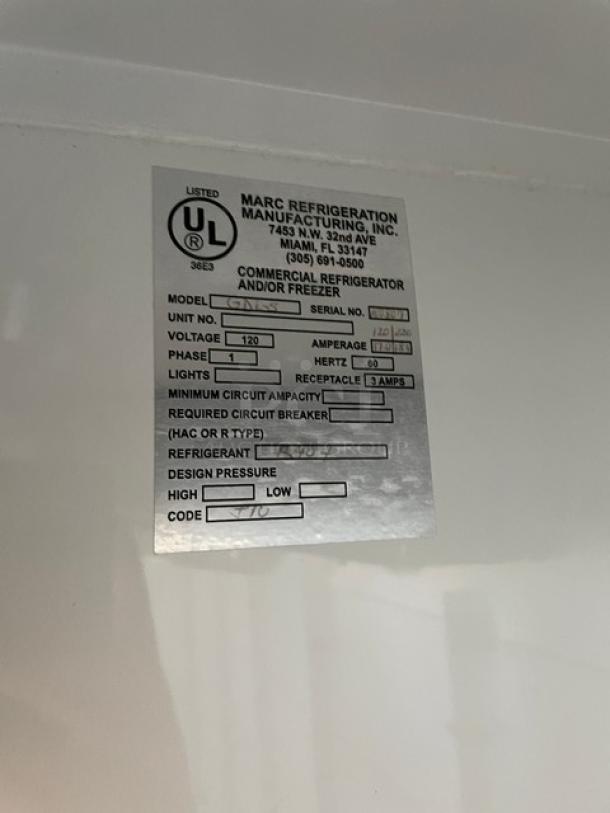 LISTED
UL
®
36E3
MARC REFRIGERATION
MANUFACTURING, INC.
7453 N.W. 32nd AVE
MIAMI, FL 33147
(305) 691-0500
COMMERCIAL REFRIGERATOR
AND/OR FREEZER
MODEL SERIAL NO.
UNIT NO. 120/220
VOLTAGE 120 AMPERAGE
PHASE 1 HERTZ 60
LIGHTS RECEPTACLE 3 AMPS
MINIMUM CIRCUIT AMPACITY
REQUIRED CIRCUIT BREAKER
(HAC OR R TYPE)
REFRIGERANT
DESIGN PRESSURE
HIGH LOW
CODE